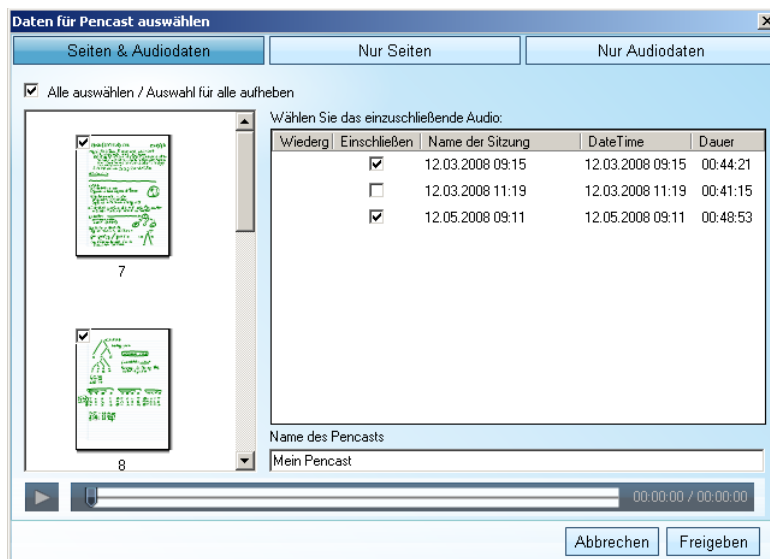 Daten für Pencast auswählen
Seiten & Audiodaten
Nur Seiten
Nur Audiodaten
Alle auswählen / Auswahl für alle aufheben
Wählen Sie das einzuschließende Audio:
Wiederg Einschließen Name der Sitzung DateTime Dauer
12.03.2008 09:15 12.03.2008 09:15 00:44:21
12.03.2008 11:19 12.03.2008 11:19 00:41:15
12.05.2008 09:11 12.05.2008 09:11 00:48:53
7
8
Name des Pencasts
Mein Pencast
00:00:00 / 00:00:00
Abbrechen
Freigeben